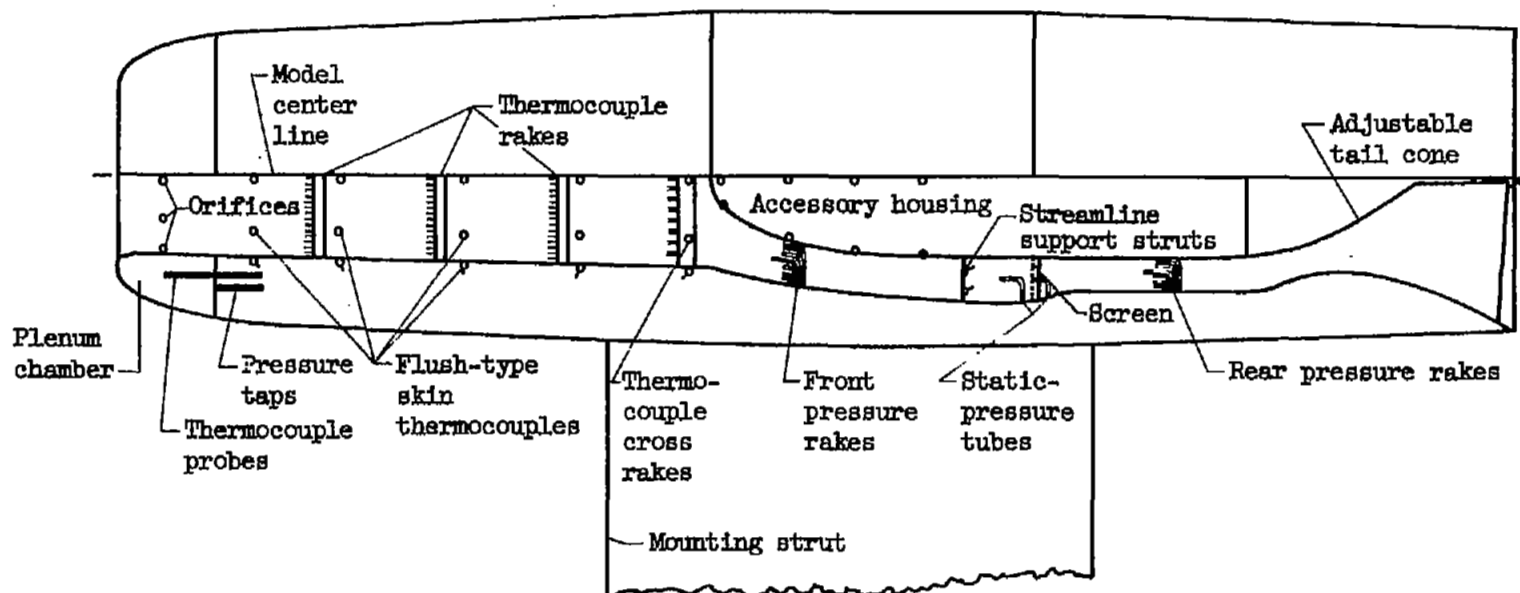 Model
center
line
Thermocouple
rakes
Adjustable
tail cone
Orifices
Accessory housing
Streamline
support struts
Plenum
chamber
Pressure
taps
Thermocouple
probes
Flush-type
skin
thermocouples
Thermo-
couple
cross
rakes
Front
pressure
rakes
Static-
pressure
tubes
Screen
Rear pressure rakes
Mounting strut